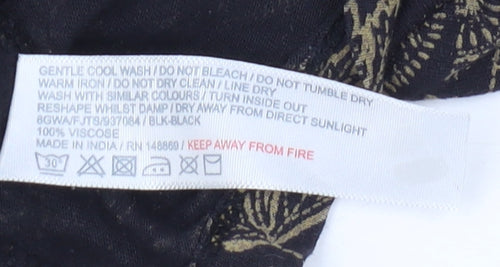 GENTLE COOL WASH / DO NOT BLEACH / DO NOT TUMBLE DRY
WARM IRON / DO NOT DRY CLEAN / LINE DRY
WASH WITH SIMILAR COLOURS / TURN INSIDE OUT
RESHAPE WHILST DAMP / DRY AWAY FROM DIRECT SUNLIGHT
8GWA/FJTS/937084 / BLK-BLACK
100% VISCOSE
MADE IN INDIA / RN 148869 / KEEP AWAY FROM FIRE
30°